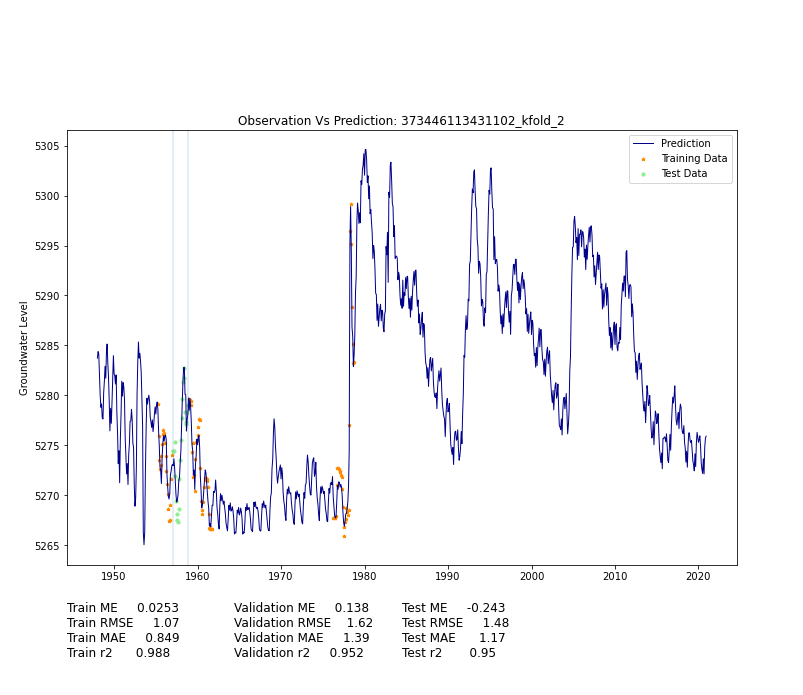 Observation Vs Prediction: 373446113431102_kfold_2
Prediction
Training Data
Test Data
Groundwater Level
5305
5300
5295
5290
5285
5280
5275
5270
5265
1950 1960 1970 1980 1990 2000 2010 2020
Train ME 0.0253 Validation ME 0.138 Test ME -0.243
Train RMSE 1.07 Validation RMSE 1.62 Test RMSE 1.48
Train MAE 0.849 Validation MAE 1.39 Test MAE 1.17
Train r2 0.988 Validation r2 0.952 Test r2 0.95